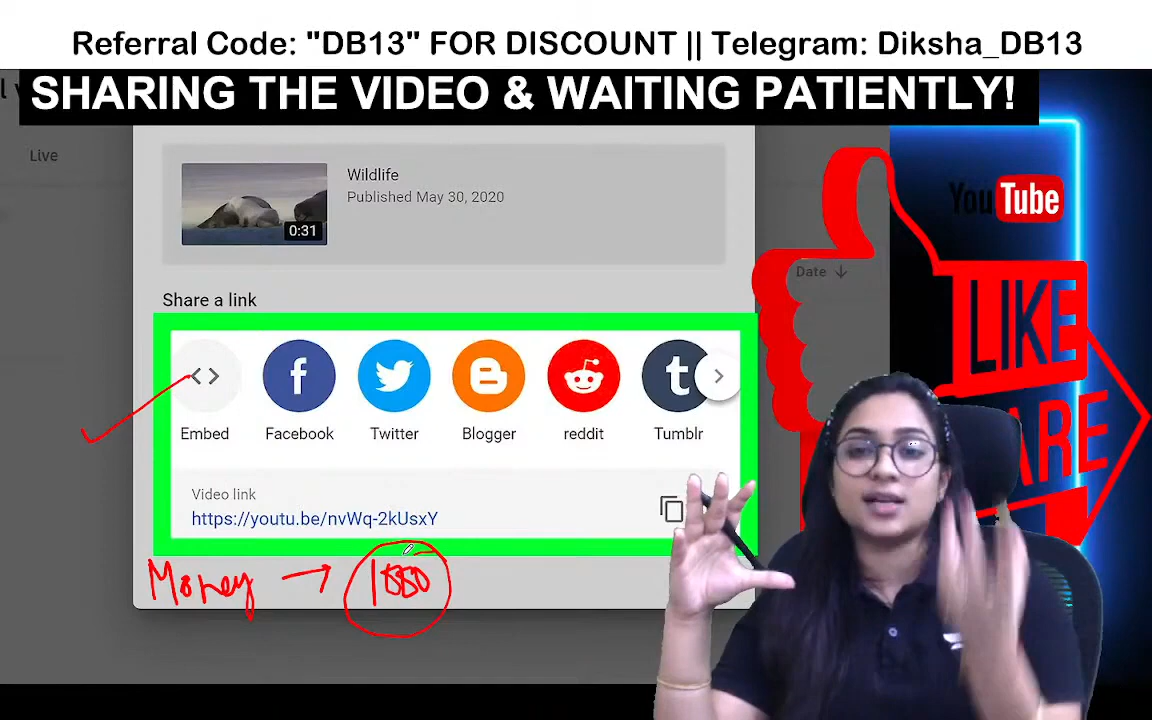 Referral Code: "DB13" FOR DISCOUNT || Telegram: Diksha_DB13
SHARING THE VIDEO & WAITING PATIENTLY!
Live
Wildlife
Published May 30, 2020
0:31
YouTube
Date
Share a link
LIKE
Embed Facebook Twitter Blogger reddit Tumblr
Video link
https://youtu.be/nvWq-2kUsxY
Money → 1000